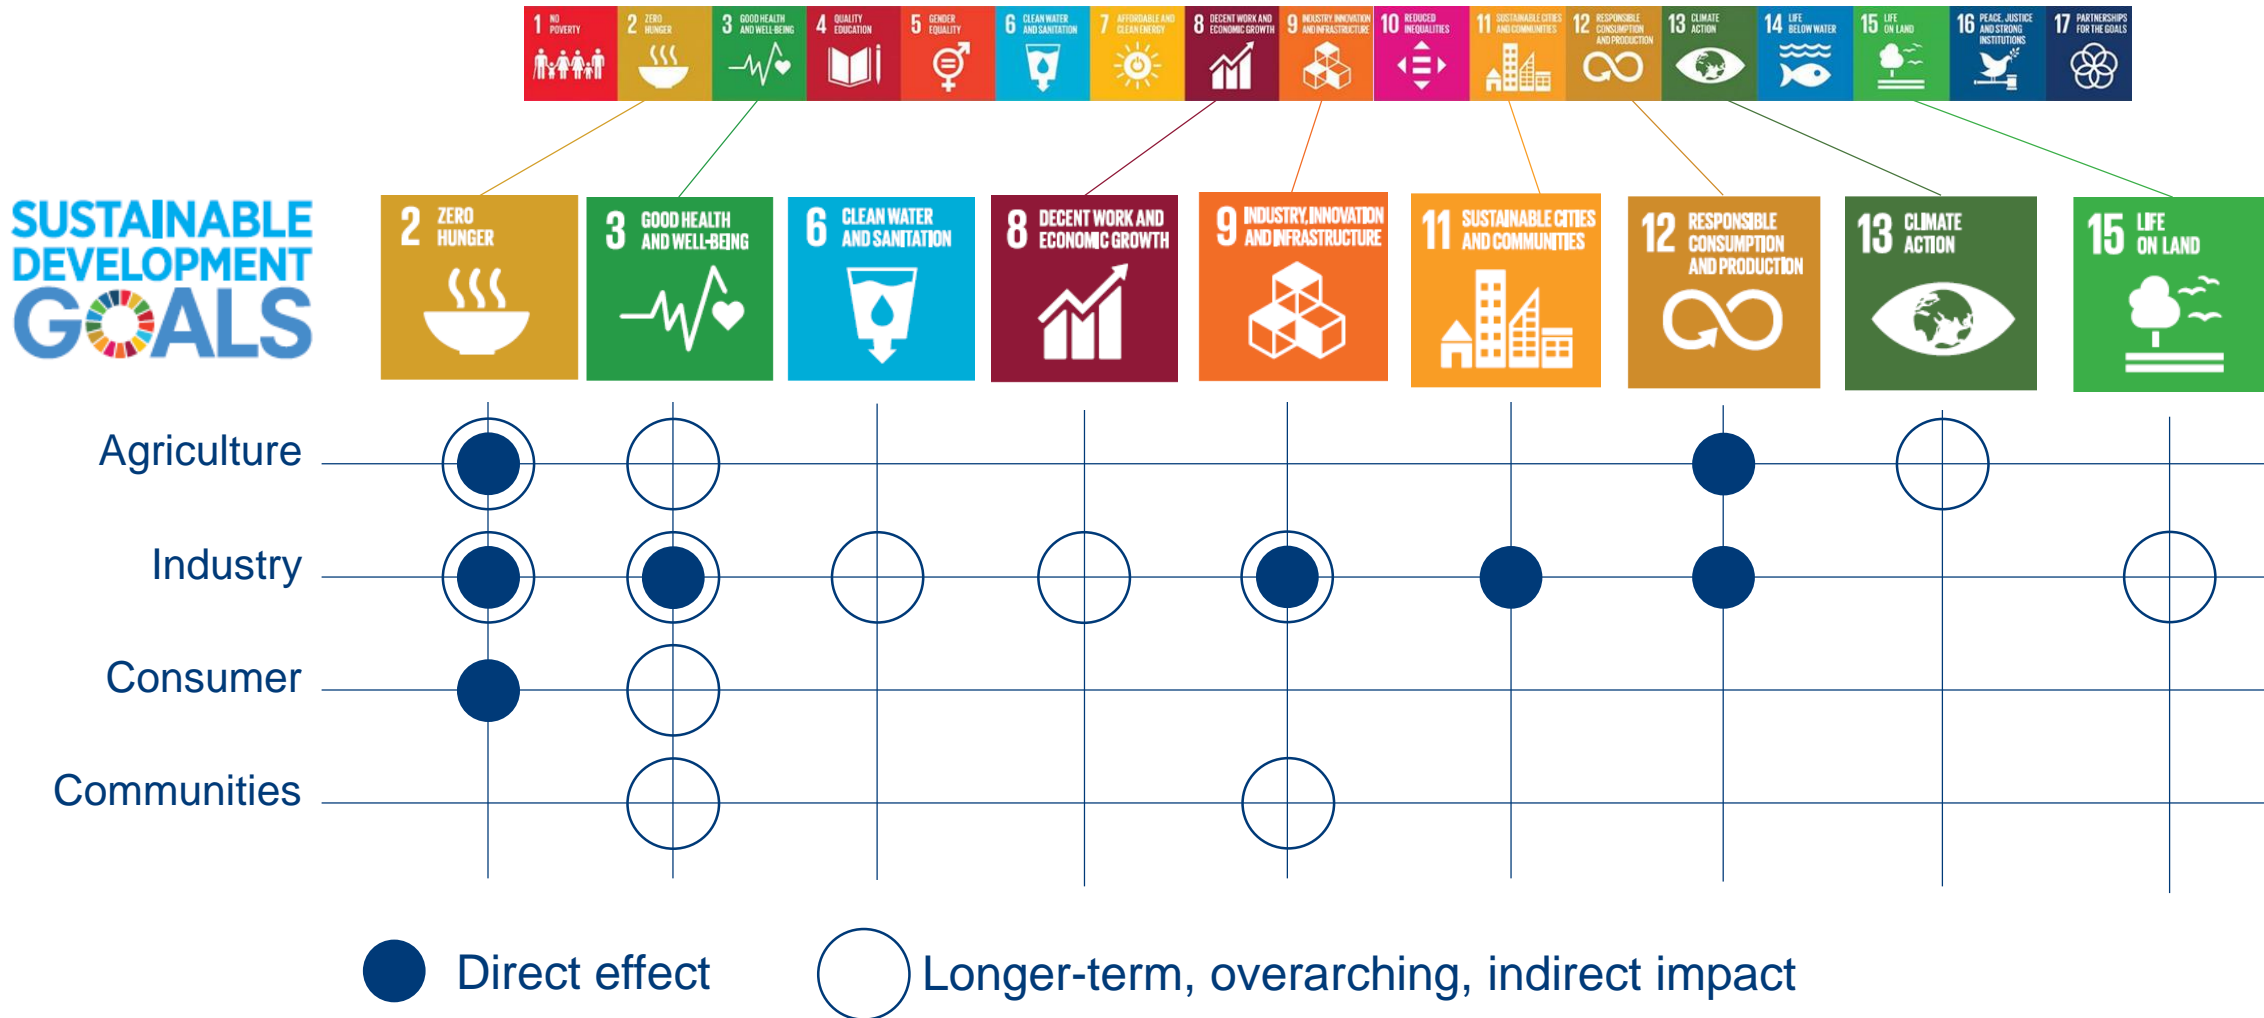 1 NO
POVERTY
2 ZERO
HUNGER
3 GOOD HEALTH
AND WELL-BEING
4 QUALITY
EDUCATION
5 GENDER
EQUALITY
6 CLEAN WATER
AND SANITATION
7 AFFORDABLE AND
CLEAN ENERGY
8 DECENT WORK AND
ECONOMIC GROWTH
9 INDUSTRY, INNOVATION
AND INFRASTRUCTURE
10 REDUCED
INEQUALITIES
11 SUSTAINABLE CITIES
AND COMMUNITIES
12 RESPONSIBLE
CONSUMPTION
AND PRODUCTION
13 CLIMATE
ACTION
14 LIFE
BELOW WATER
15 LIFE
ON LAND
16 PEACE, JUSTICE
AND STRONG
INSTITUTIONS
17 PARTNERSHIPS
FOR THE GOALS
SUSTAINABLE
DEVELOPMENT
GOALS
2 ZERO
HUNGER
3 GOOD HEALTH
AND WELL-BEING
6 CLEAN WATER
AND SANITATION
8 DECENT WORK AND
ECONOMIC GROWTH
9 INDUSTRY, INNOVATION
AND INFRASTRUCTURE
11 SUSTAINABLE CITIES
AND COMMUNITIES
12 RESPONSIBLE
CONSUMPTION
AND PRODUCTION
13 CLIMATE
ACTION
15 LIFE
ON LAND
Agriculture
Industry
Consumer
Communities
Direct effect
Longer-term, overarching, indirect impact